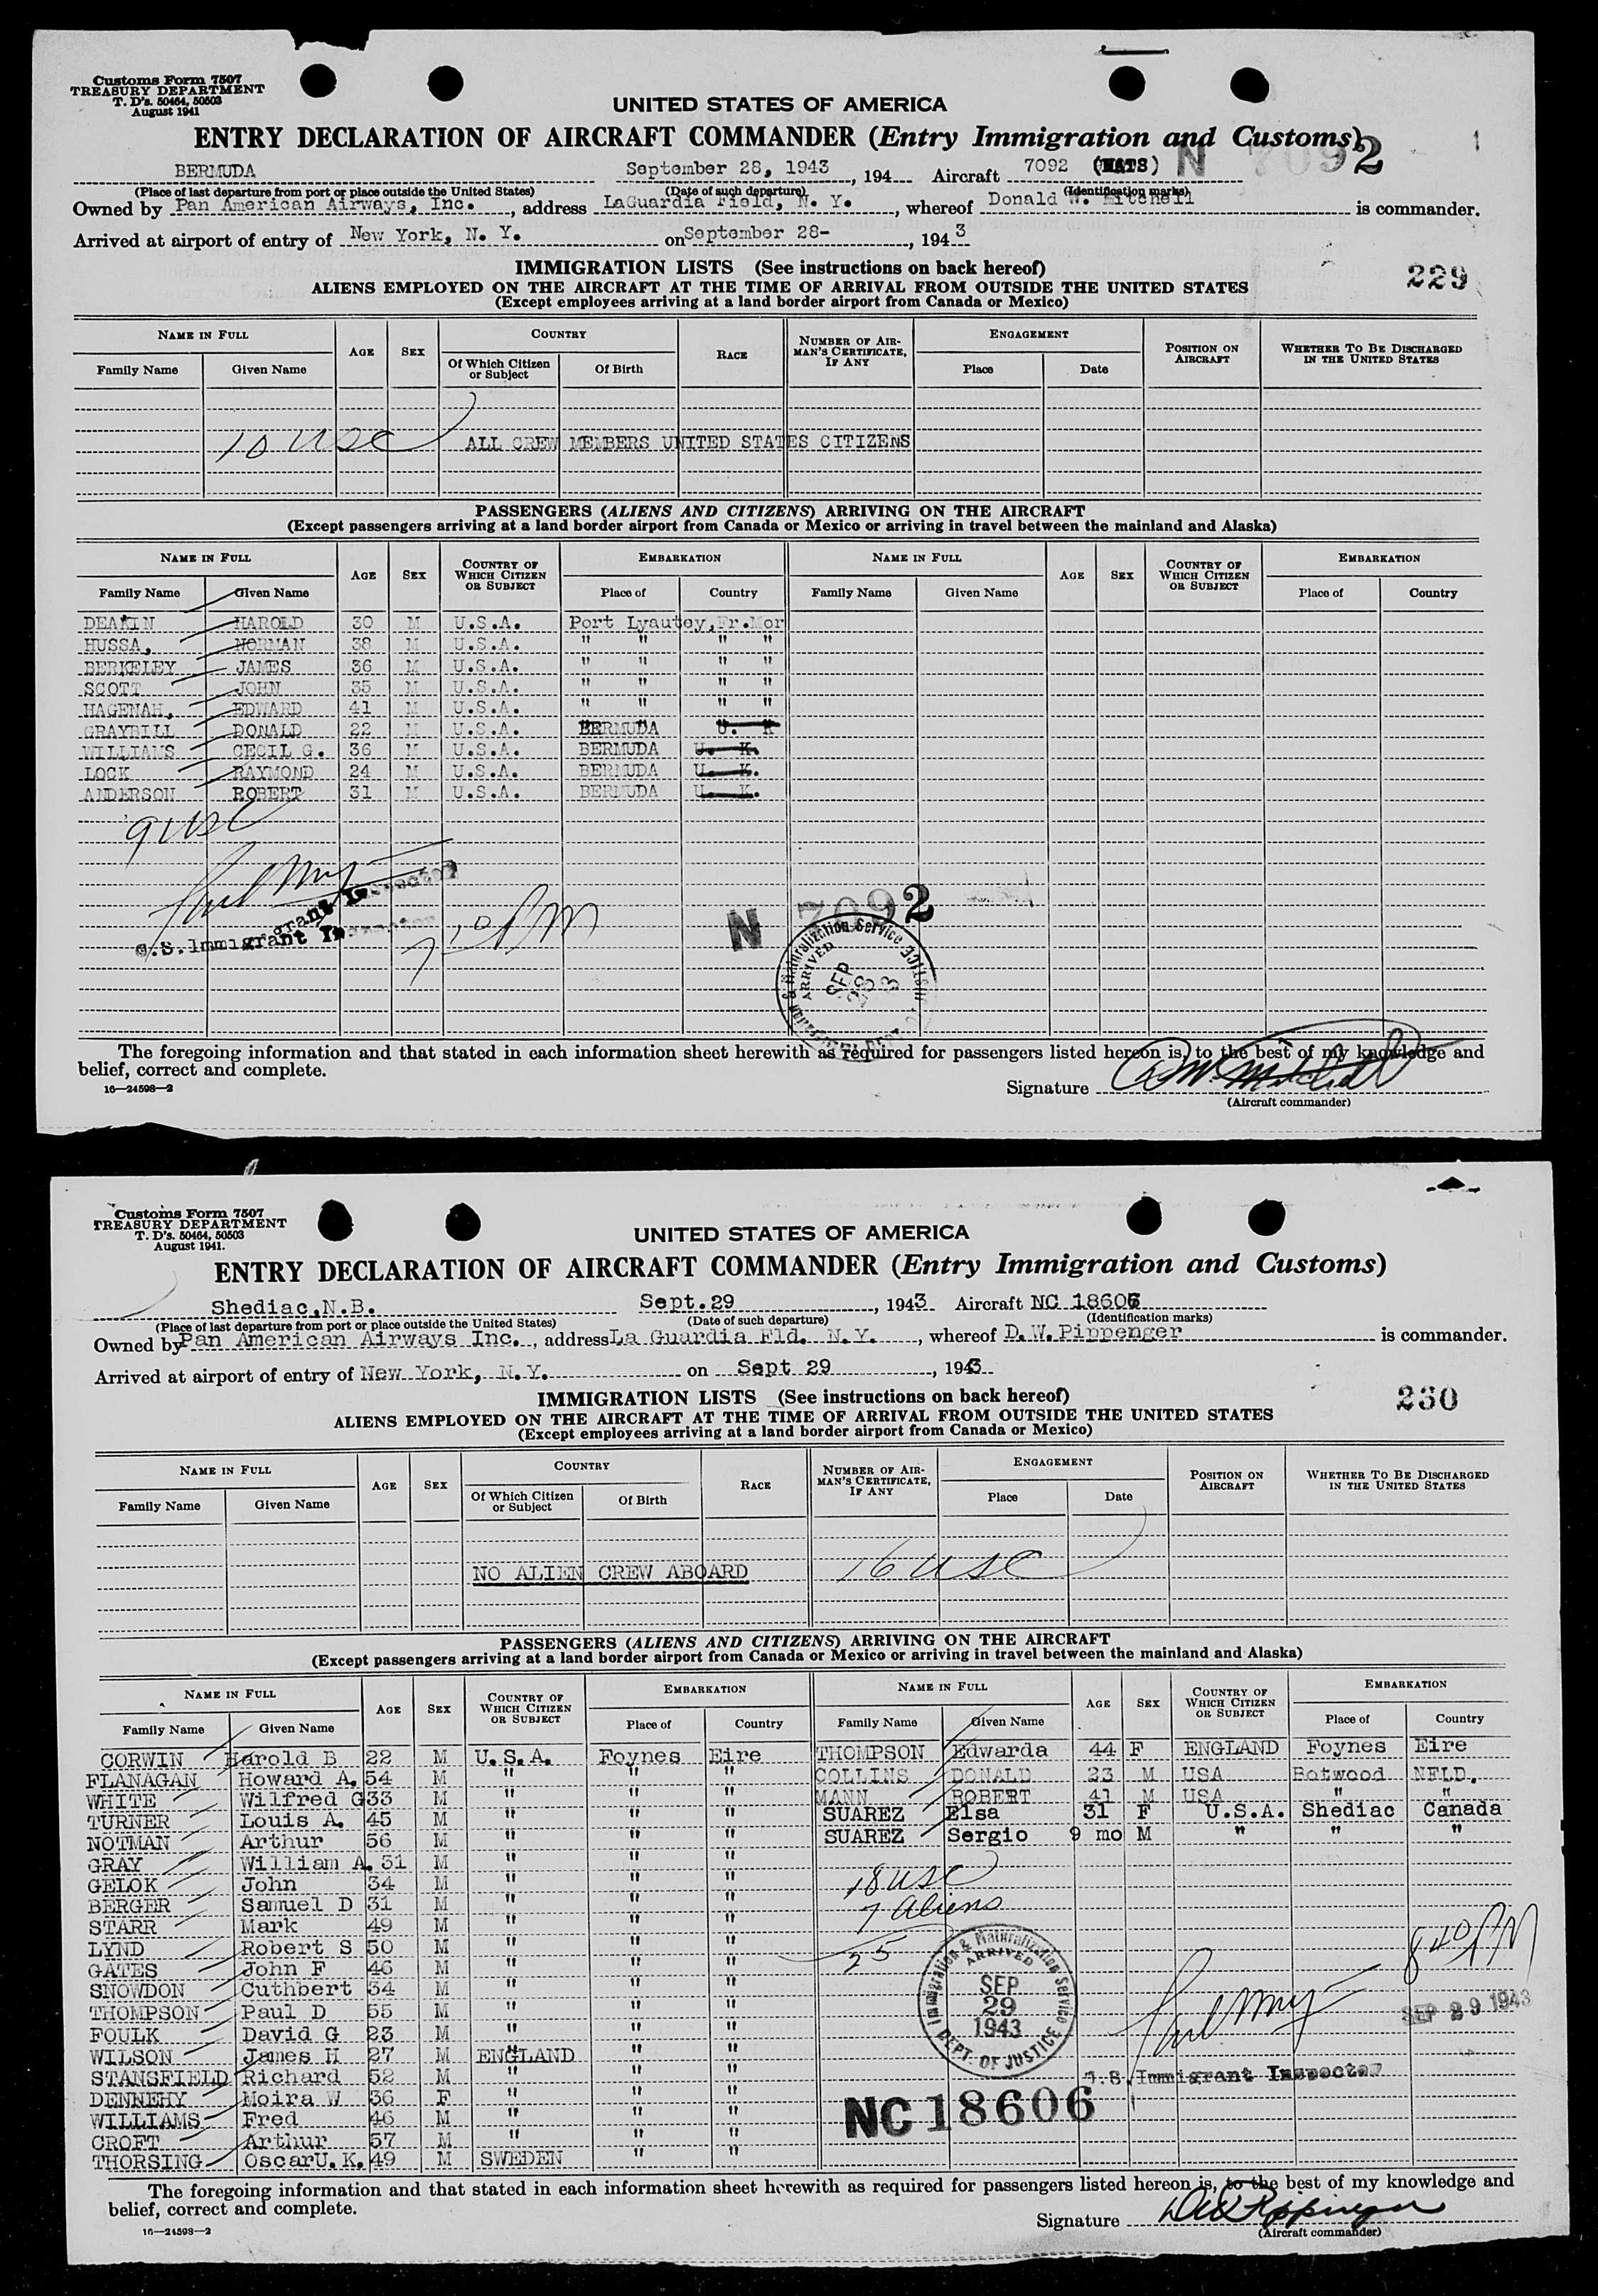 Customs Form 7507
TREASURY DEPARTMENT
T. D's. 50464, 50503
August 1941
UNITED STATES OF AMERICA
ENTRY DECLARATION OF AIRCRAFT COMMANDER (Entry Immigration and Customs)
N 7092
1
BERMUDA September 28, 1943, 194 Aircraft 7092 (NATS)
(Place of last departure from port or place outside the United States) (Date of such departure) (Identification marks)
Owned by Pan American Airways, Inc., address LaGuardia Field, N. Y., whereof Donald W. Mitchell is commander.
Arrived at airport of entry of New York, N. Y. on September 28-, 1943
IMMIGRATION LISTS (See instructions on back hereof)
229
ALIENS EMPLOYED ON THE AIRCRAFT AT THE TIME OF ARRIVAL FROM OUTSIDE THE UNITED STATES
(Except employees arriving at a land border airport from Canada or Mexico)
NAME IN FULL AGE SEX COUNTRY RACE NUMBER OF AIRMAN'S CERTIFICATE, IF ANY ENGAGEMENT POSITION ON AIRCRAFT WHETHER TO BE DISCHARGED IN THE UNITED STATES
Family Name Given Name Of Which Citizen or Subject Of Birth Place Date
10 USC ALL CREW MEMBERS UNITED STATES CITIZENS
PASSENGERS (ALIENS AND CITIZENS) ARRIVING ON THE AIRCRAFT
(Except passengers arriving at a land border airport from Canada or Mexico or arriving in travel between the mainland and Alaska)
NAME IN FULL AGE SEX COUNTRY OF WHICH CITIZEN OR SUBJECT EMBARKATION NAME IN FULL AGE SEX COUNTRY OF WHICH CITIZEN OR SUBJECT EMBARKATION
Family Name Given Name Place of Country Family Name Given Name Place of Country
DEAKIN HAROLD 30 M U.S.A. Port Lyautey, Fr. Mor
HUSSA, NORMAN 38 M U.S.A. " " " "
BERKELEY JAMES 36 M U.S.A. " " " "
SCOTT JOHN 35 M U.S.A. " " " "
HAGENAH, EDWARD 41 M U.S.A. " " " "
GRAYBILL DONALD 22 M U.S.A. BERMUDA U. K
WILLIAMS CECIL G. 36 M U.S.A. BERMUDA U. K.
LOCK RAYMOND 24 M U.S.A. BERMUDA U. K.
ANDERSON ROBERT 31 M U.S.A. BERMUDA U. K.
9 USC
U.S. Immigrant Inspector
N 7092
Immigration & Naturalization Service
ARRIVED
SEP
28
3
The foregoing information and that stated in each information sheet herewith as required for passengers listed hereon is, to the best of my knowledge and
belief, correct and complete.
16—24598—2
Signature D.W. Mitchell
(Aircraft commander)
Customs Form 7507
TREASURY DEPARTMENT
T. D's. 50464, 50503
August 1941.
UNITED STATES OF AMERICA
ENTRY DECLARATION OF AIRCRAFT COMMANDER (Entry Immigration and Customs)
Shediac, N.B. Sept. 29, 1943 Aircraft NC 18606
(Place of last departure from port or place outside the United States) (Date of such departure) (Identification marks)
Owned by Pan American Airways Inc., address La Guardia Fld. N.Y., whereof D.W.Pippenger is commander.
Arrived at airport of entry of New York, N.Y. on Sept 29, 1943
IMMIGRATION LISTS (See instructions on back hereof)
230
ALIENS EMPLOYED ON THE AIRCRAFT AT THE TIME OF ARRIVAL FROM OUTSIDE THE UNITED STATES
(Except employees arriving at a land border airport from Canada or Mexico)
NAME IN FULL AGE SEX COUNTRY RACE NUMBER OF AIRMAN'S CERTIFICATE, IF ANY ENGAGEMENT POSITION ON AIRCRAFT WHETHER TO BE DISCHARGED IN THE UNITED STATES
Family Name Given Name Of Which Citizen or Subject Of Birth Place Date
NO ALIEN CREW ABOARD 16 USC
PASSENGERS (ALIENS AND CITIZENS) ARRIVING ON THE AIRCRAFT
(Except passengers arriving at a land border airport from Canada or Mexico or arriving in travel between the mainland and Alaska)
NAME IN FULL AGE SEX COUNTRY OF WHICH CITIZEN OR SUBJECT EMBARKATION NAME IN FULL AGE SEX COUNTRY OF WHICH CITIZEN OR SUBJECT EMBARKATION
Family Name Given Name Place of Country Family Name Given Name Place of Country
CORWIN Harold B 22 M U.S.A. Foynes Eire THOMPSON Edwarda 44 F ENGLAND Foynes Eire
FLANAGAN Howard A. 54 M " " " COLLINS DONALD 23 M USA Botwood NFLD.
WHITE Wilfred G 33 M " " " MANN ROBERT 41 M USA " "
TURNER Louis A. 45 M " " " SUAREZ Elsa 31 F U.S.A. Shediac Canada
NOTMAN Arthur 56 M " " " SUAREZ Sergio 9 mo M " " "
GRAY William A. 31 M " " "
GELOK John 34 M " " " 18 USC
BERGER Samuel D 31 M " " " 7 Aliens
STARR Mark 49 M " " "
LYND Robert S 50 M " " " 25
GATES John F 46 M " " "
SNOWDON Cuthbert 34 M " " "
THOMPSON Paul D 55 M " " "
FOULK David G 23 M " " "
WILSON James H 27 M ENGLAND " "
STANSFIELD Richard 52 M " " "
DENNEHY Moira W 36 F " " "
WILLIAMS Fred 46 M " " "
CROFT Arthur 57 M " " "
THORSING Oscar U. K. 49 M SWEDEN " "
Immigration & Naturalization Service
ARRIVED
SEP
29
1943
DEPT. OF JUSTICE
8 40 PM
SEP 29 1943
U.S. Immigrant Inspector
NC 18606
The foregoing information and that stated in each information sheet herewith as required for passengers listed hereon is, to the best of my knowledge and
belief, correct and complete.
16—24598—2
Signature D W Pippenger
(Aircraft commander)